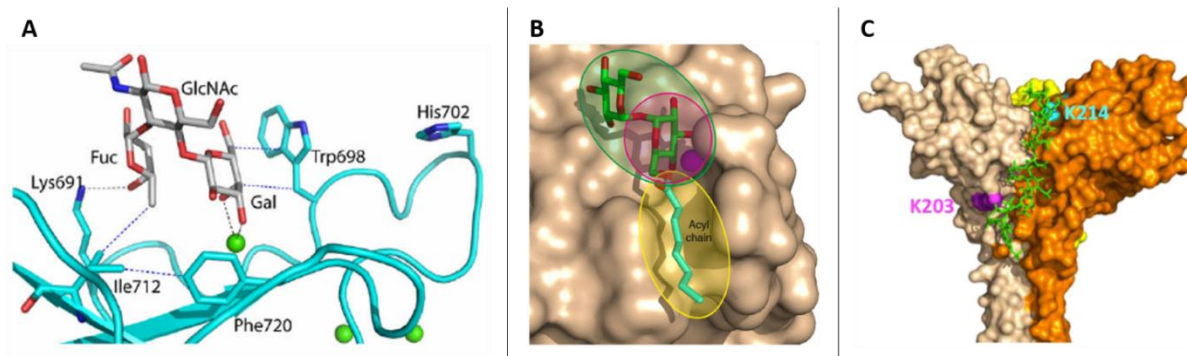 A
GlcNAc
His702
Fuc
Trp698
Lys691
Gal
Ile712
Phe720
B
Acyl
chain
C
K214
K203